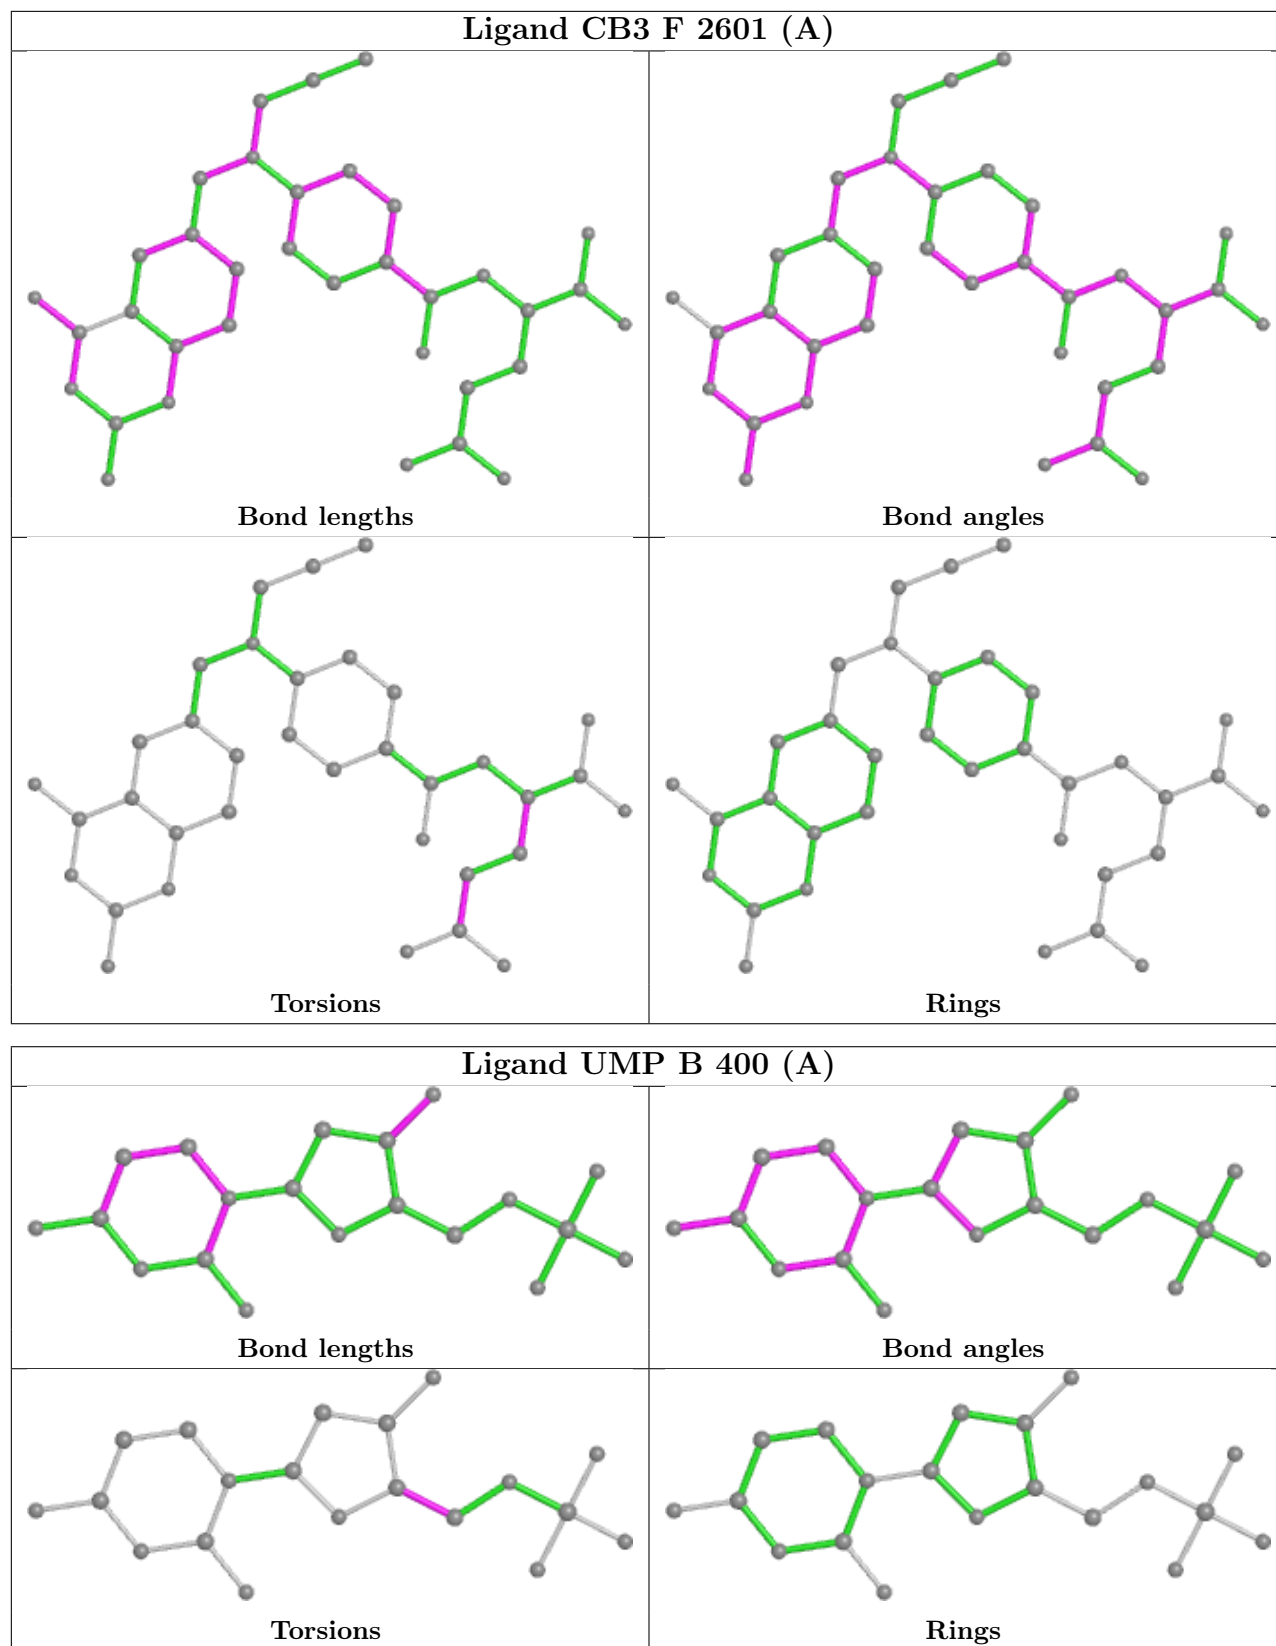 Ligand CB3 F 2601 (A)
Bond lengths
Bond angles
Torsions
Rings
Ligand UMP B 400 (A)
Bond lengths
Bond angles
Torsions
Rings